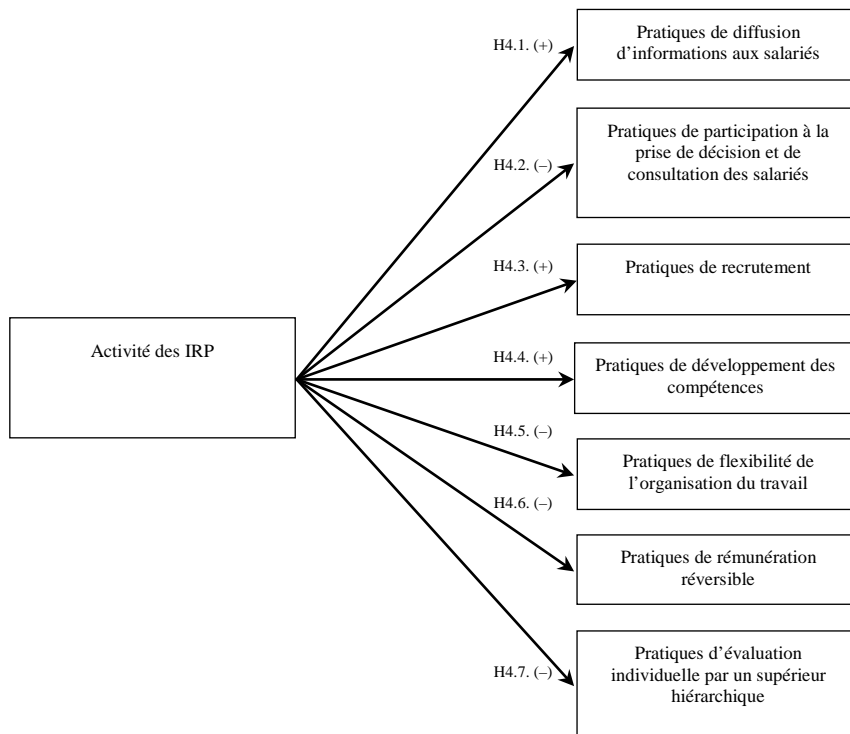 H4.1. (+)
Pratiques de diffusion
d’informations aux salariés
H4.2. (–)
Pratiques de participation à la
prise de décision et de
consultation des salariés
H4.3. (+)
Pratiques de recrutement
Activité des IRP
H4.4. (+)
Pratiques de développement des
compétences
H4.5. (–)
Pratiques de flexibilité de
l’organisation du travail
H4.6. (–)
Pratiques de rémunération
réversible
H4.7. (–)
Pratiques d’évaluation
individuelle par un supérieur
hiérarchique